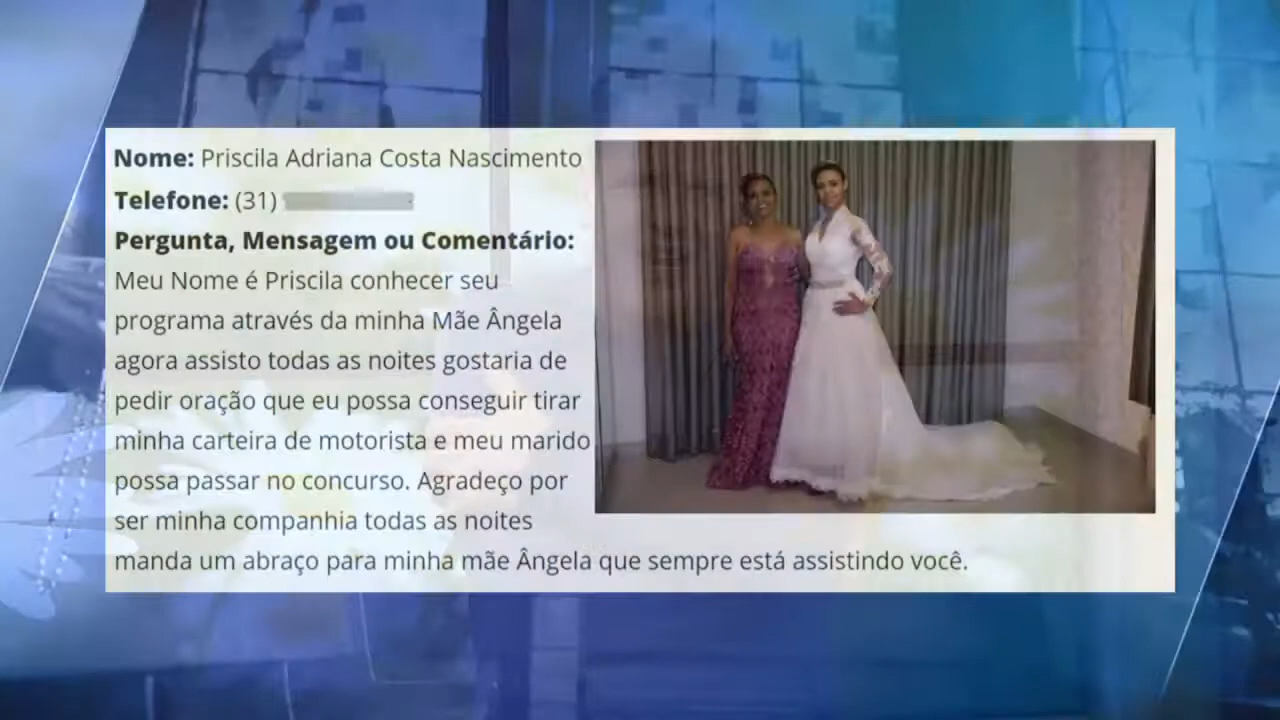 Nome: Priscila Adriana Costa Nascimento
Telefone: (31)
Pergunta, Mensagem ou Comentário:
Meu Nome é Priscila conhecer seu
programa através da minha Mãe Ângela
agora assisto todas as noites gostaria de
pedir oração que eu possa conseguir tirar
minha carteira de motorista e meu marido
possa passar no concurso. Agradeço por
ser minha companhia todas as noites
manda um abraço para minha mãe Ângela que sempre está assistindo você.